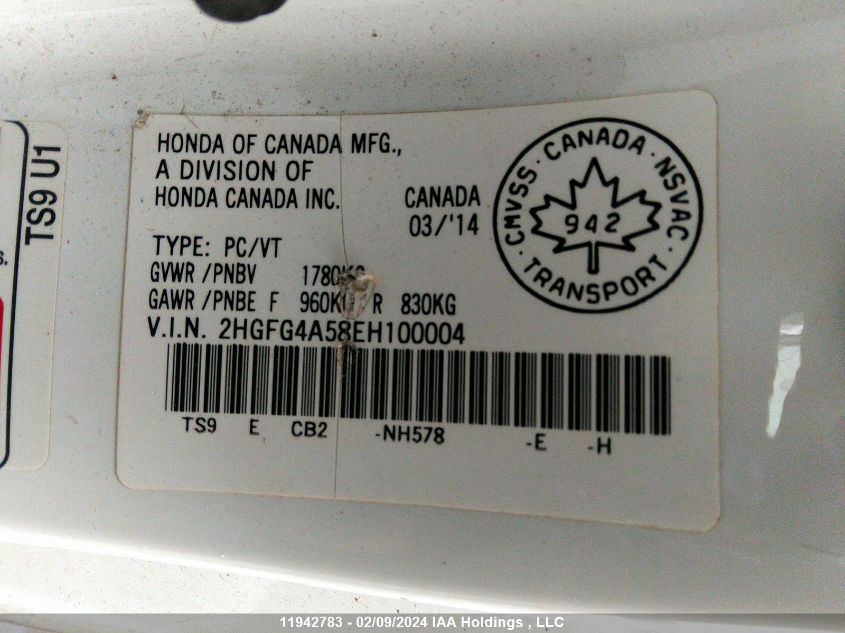 HONDA OF CANADA MFG.,
A DIVISION OF
HONDA CANADA INC.
CANADA
03/'14
TYPE: PC/VT
GVWR /PNBV 1780KG
GAWR /PNBE F 960KG R 830KG
V.I.N. 2HGFG4A58EH100004
TS9 E CB2 -NH578 -E -H
CMVSS · CANADA · NSVAC
942
· TRANSPORT ·
TS9 U1
s.
11942783 - 02/09/2024 IAA Holdings , LLC